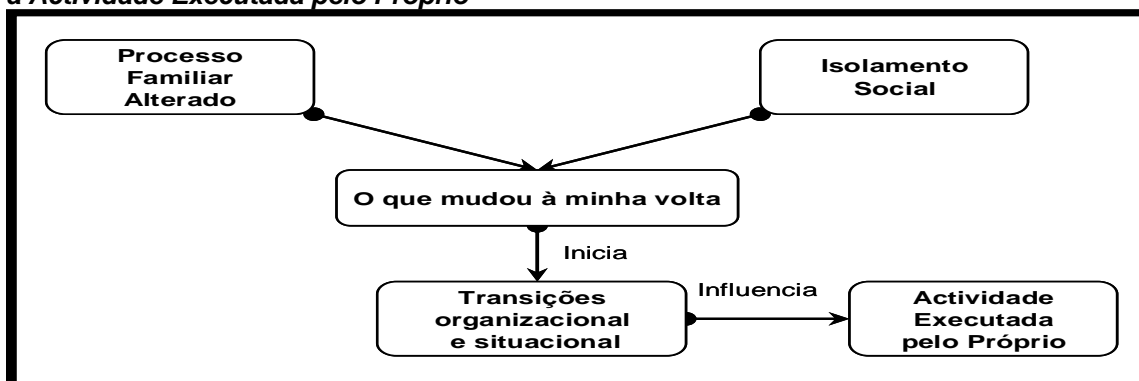 a Actividade Executada pelo Próprio
Processo
Familiar
Alterado
Isolamento
Social
O que mudou à minha volta
Inicia
Transições
organizacional
e situacional
Influencia
Actividade
Executada
pelo Próprio